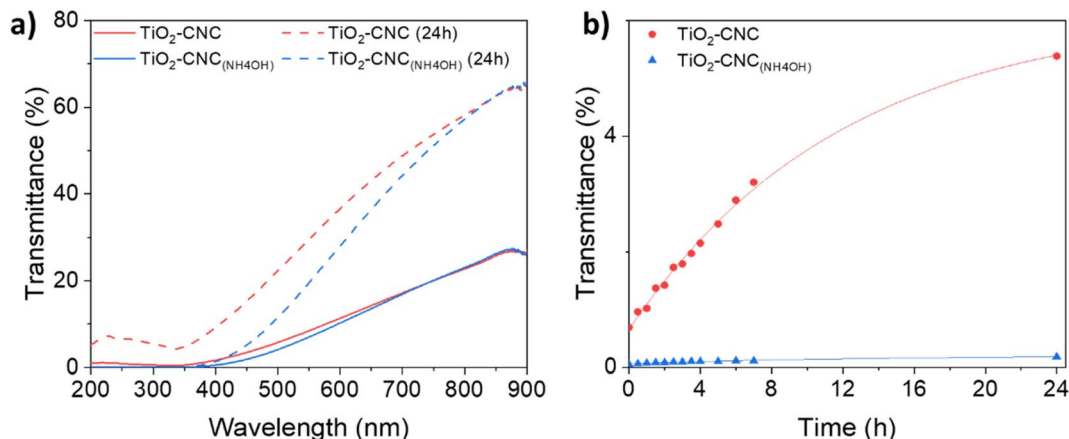 a)
TiO₂-CNC TiO₂-CNC (24h)
TiO₂-CNC(NH4OH) TiO₂-CNC(NH4OH) (24h)
80
60
40
20
0
Transmittance (%)
200 300 400 500 600 700 800 900
Wavelength (nm)
b)
TiO₂-CNC
TiO₂-CNC(NH4OH)
4
0
Transmittance (%)
0 4 8 12 16 20 24
Time (h)